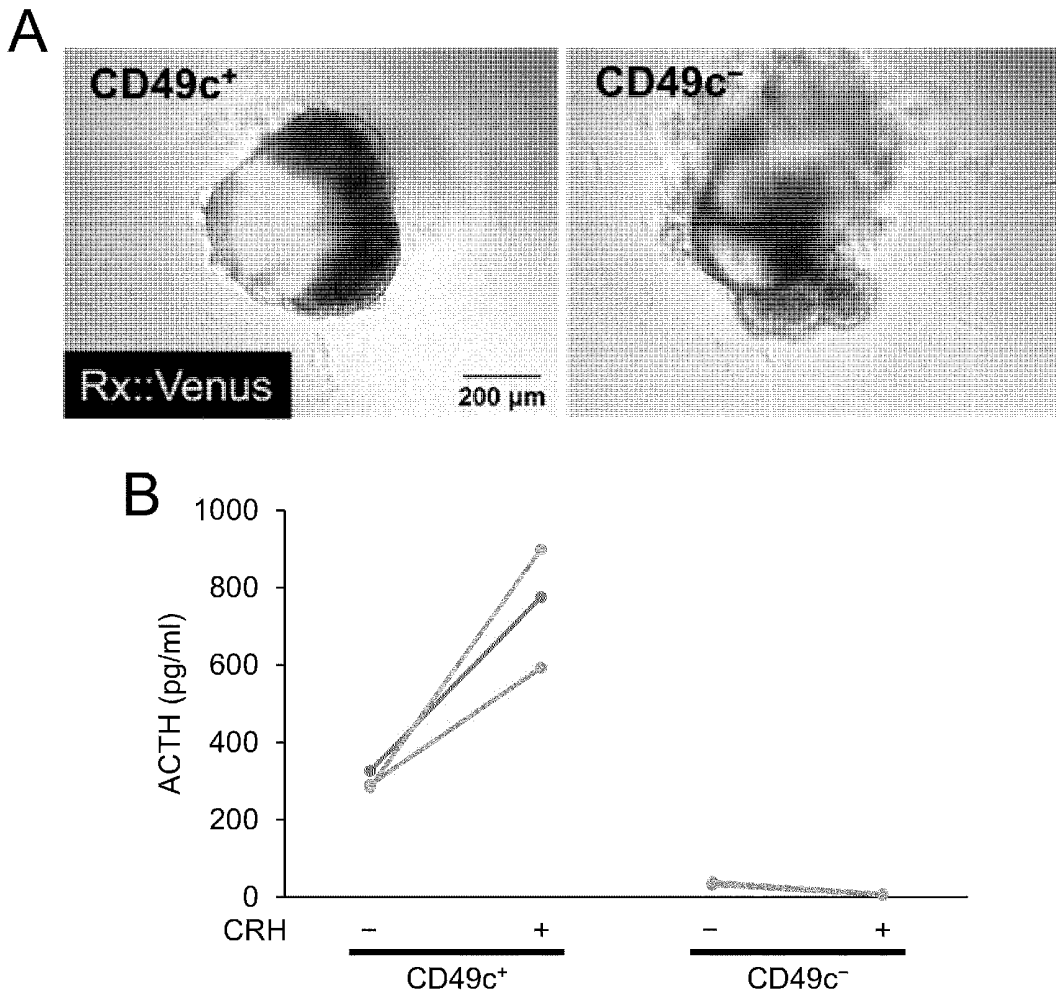 A
CD49c⁺
CD49c⁻
Rx::Venus
200 μm
B
1000
800
600
400
200
0
ACTH (pg/ml)
CRH − + − +
CD49c⁺ CD49c⁻